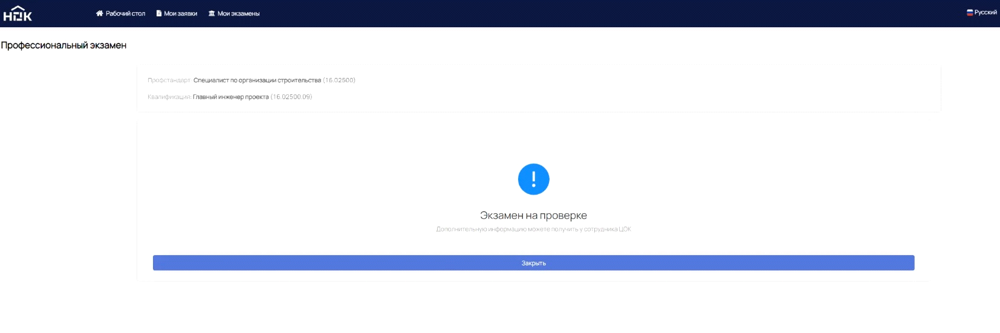 НОК
Рабочий стол
Мои заявки
Мои экзамены
Русский
Профессиональный экзамен
Профстандарт: Специалист по организации строительства (16.02500)
Квалификация: Главный инженер проекта (16.02500.09)
Экзамен на проверке
Дополнительную информацию можете получить у сотрудника ЦОК
Закрыть